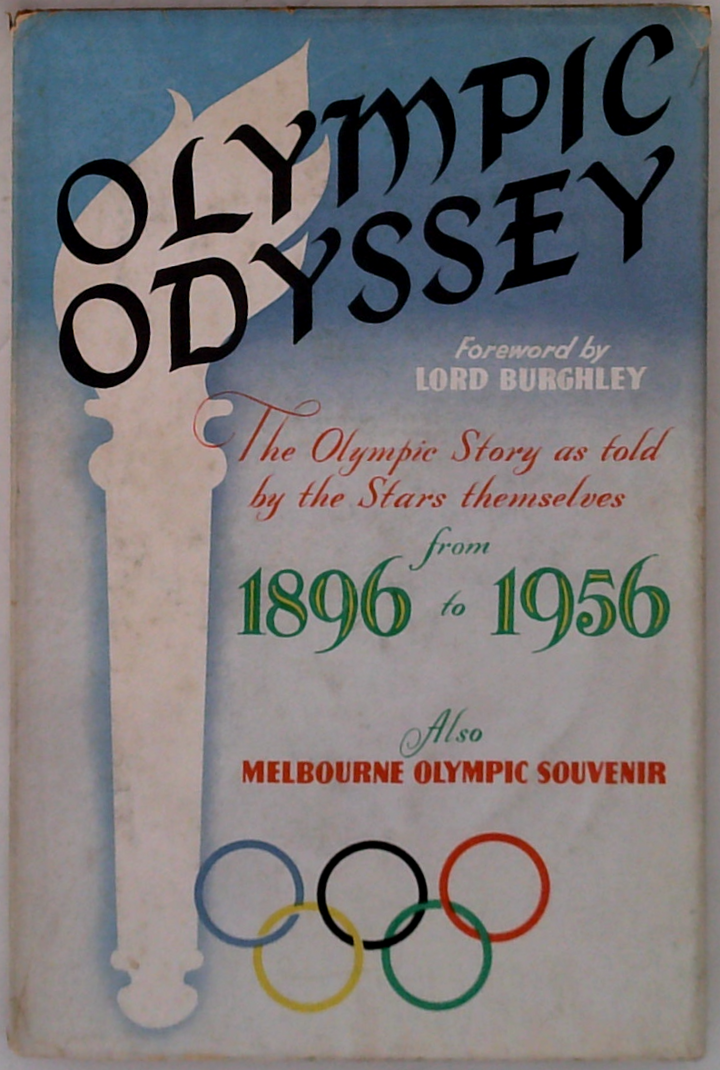 OLYMPIC
ODYSSEY
Foreword by
LORD BURGHLEY
The Olympic Story as told
by the Stars themselves
from
1896 to 1956
Also
MELBOURNE OLYMPIC SOUVENIR